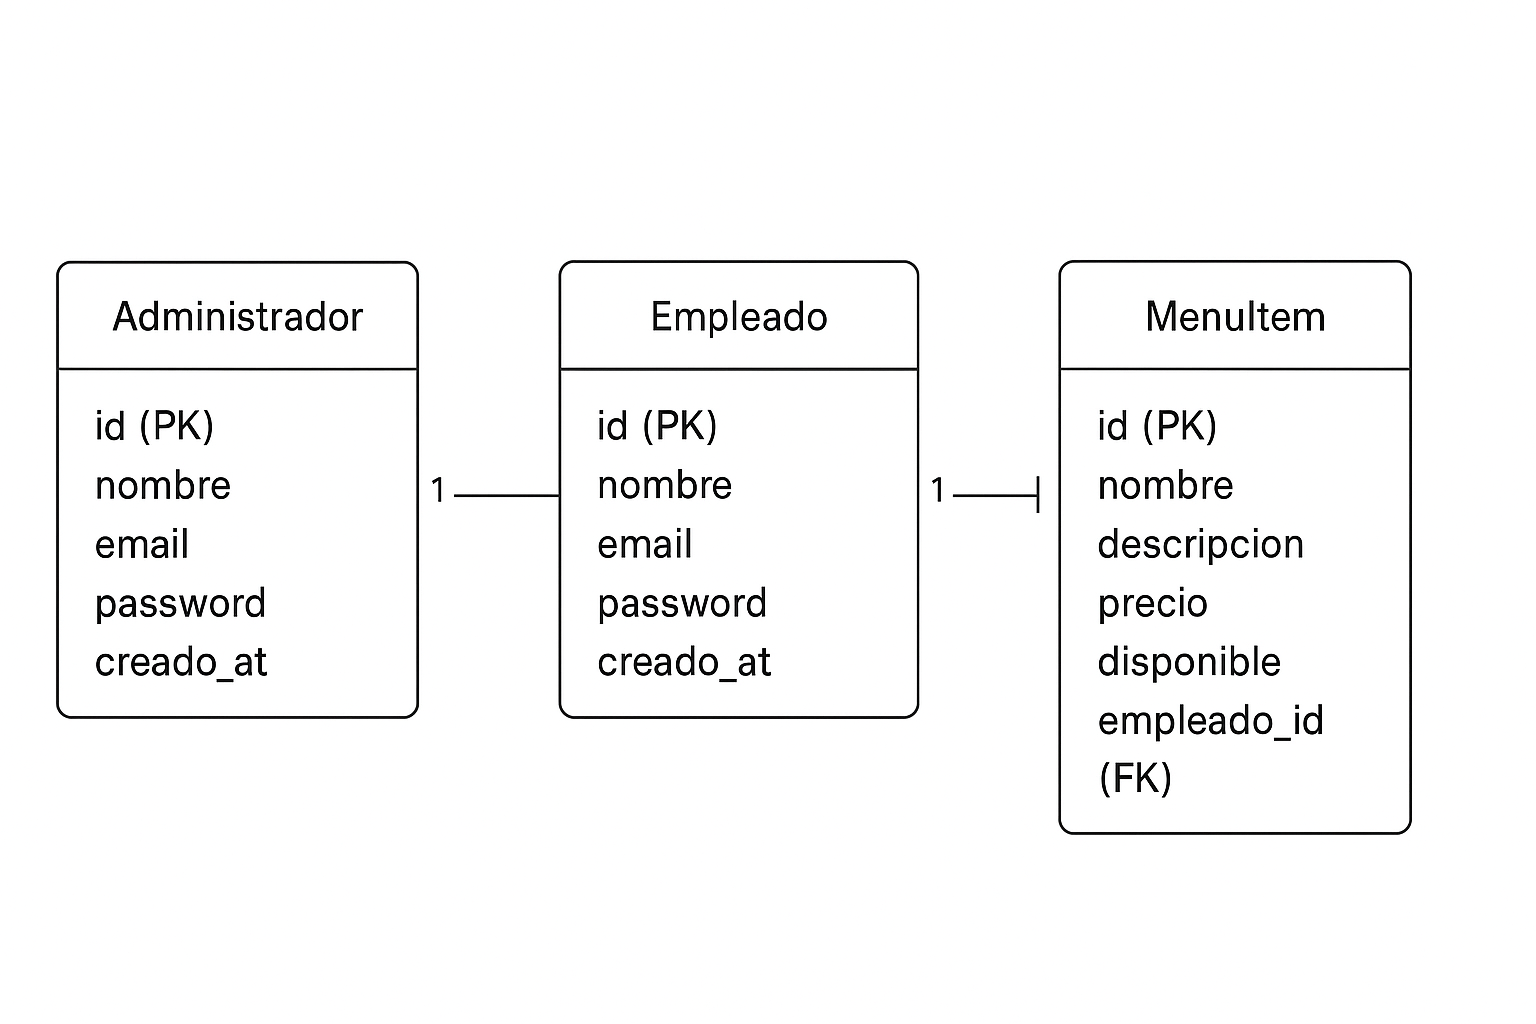 Administrador
id (PK)
nombre
email
password
creado_at
1
Empleado
id (PK)
nombre
email
password
creado_at
1
MenuItem
id (PK)
nombre
descripcion
precio
disponible
empleado_id
(FK)